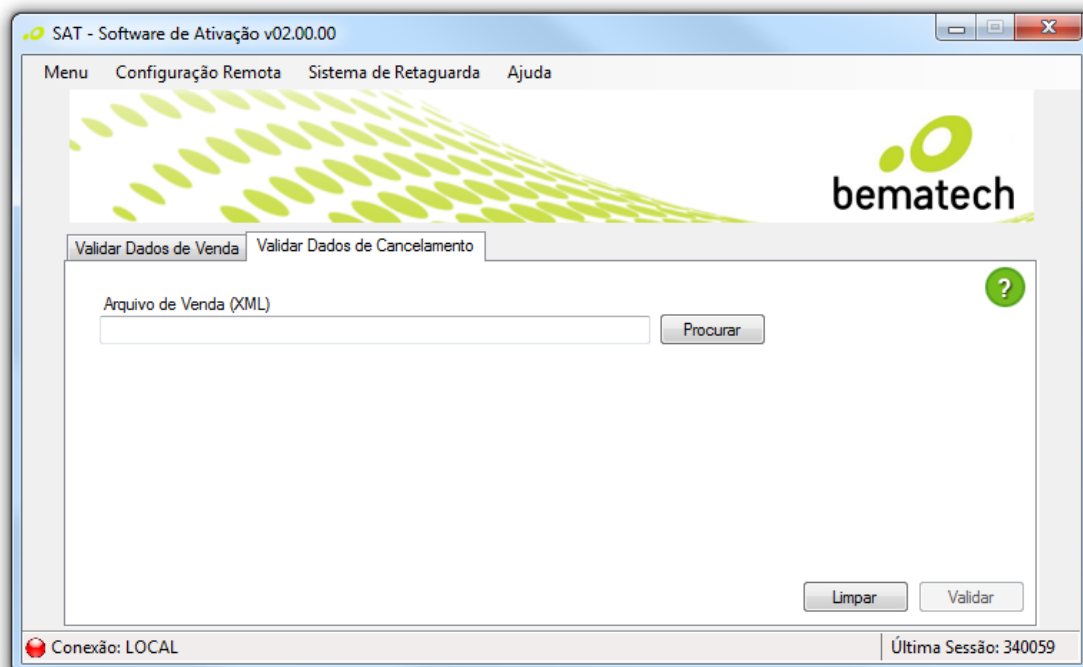 SAT - Software de Ativação v02.00.00
Menu Configuração Remota Sistema de Retaguarda Ajuda
bematech
Validar Dados de Venda Validar Dados de Cancelamento
?
Arquivo de Venda (XML)
Procurar
Limpar Validar
Conexão: LOCAL Última Sessão: 340059